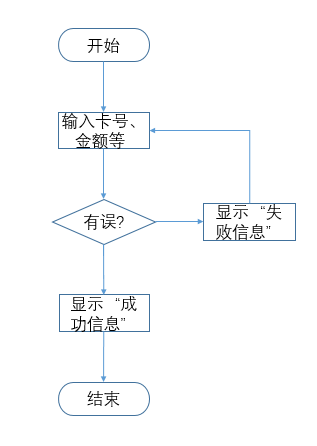 开始
输入卡号、
金额等
有误?
显示 “失
败信息”
显示 “成
功信息”
结束